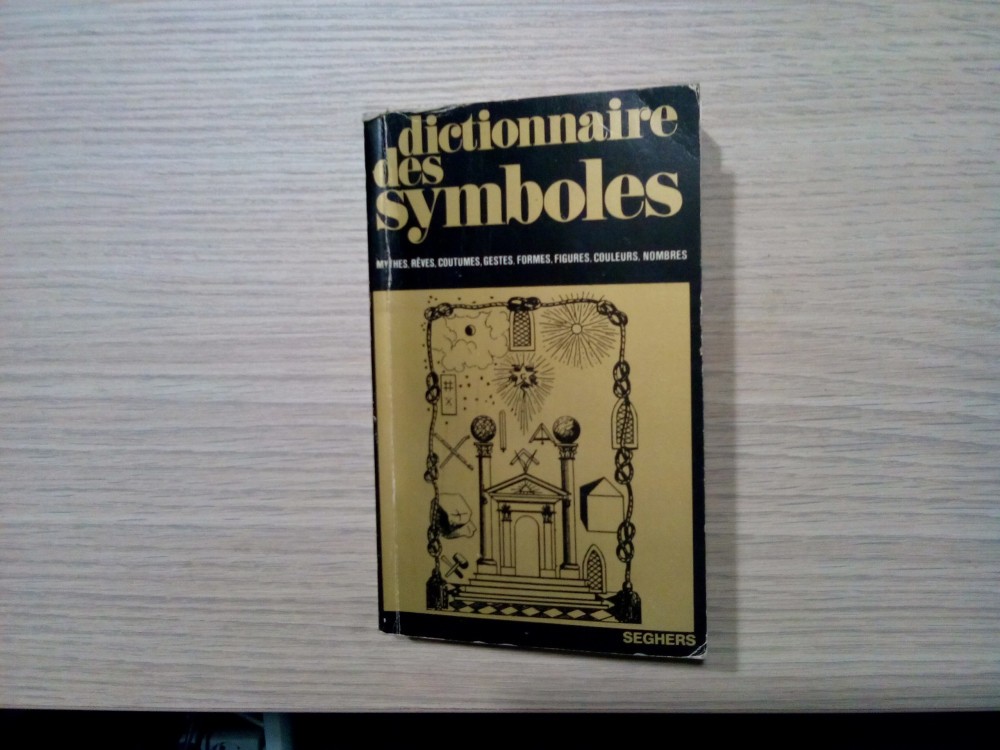 dictionnaire
des
symboles
MYTHES, RÊVES, COUTUMES, GESTES, FORMES, FIGURES, COULEURS, NOMBRES
SEGHERS